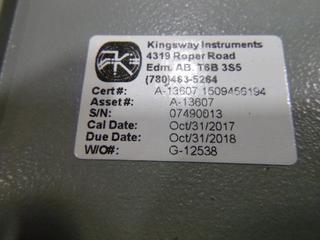 Kingsway Instruments
4319 Roper Road
Edm. AB. T6B 3S5
(780)463-5264
Cert #: A-13607 1509456194
Asset #: A-13607
S/N: 07490013
Cal Date: Oct/31/2017
Due Date: Oct/31/2018
W/O#: G-12538